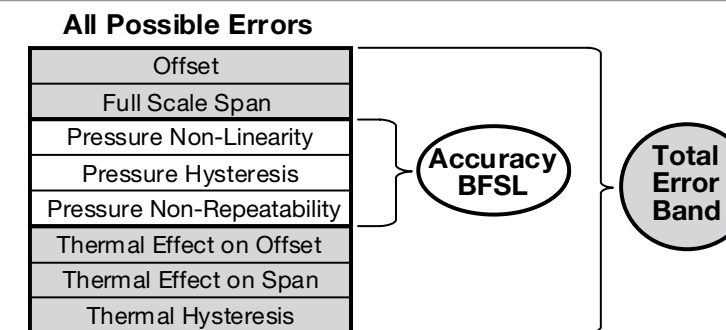 All Possible Errors
Offset
Full Scale Span
Pressure Non-Linearity
Pressure Hysteresis
Pressure Non-Repeatability
Thermal Effect on Offset
Thermal Effect on Span
Thermal Hysteresis
Accuracy
BFSL
Total
Error
Band